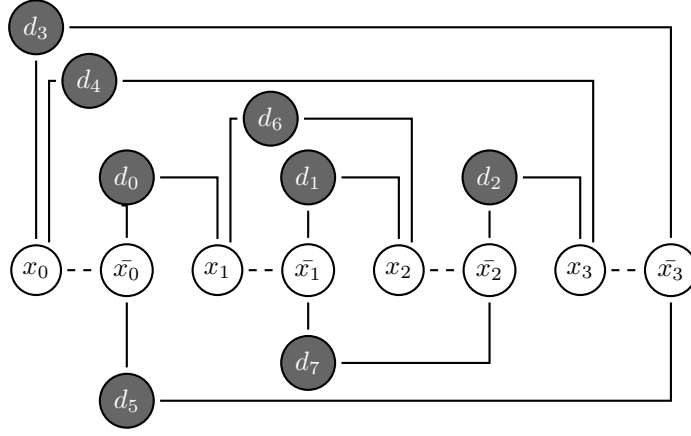 d₃
d₄
d₆
d₀ d₁ d₂
x₀ x̄₀ x₁ x̄₁ x₂ x̄₂ x₃ x̄₃
d₇
d₅